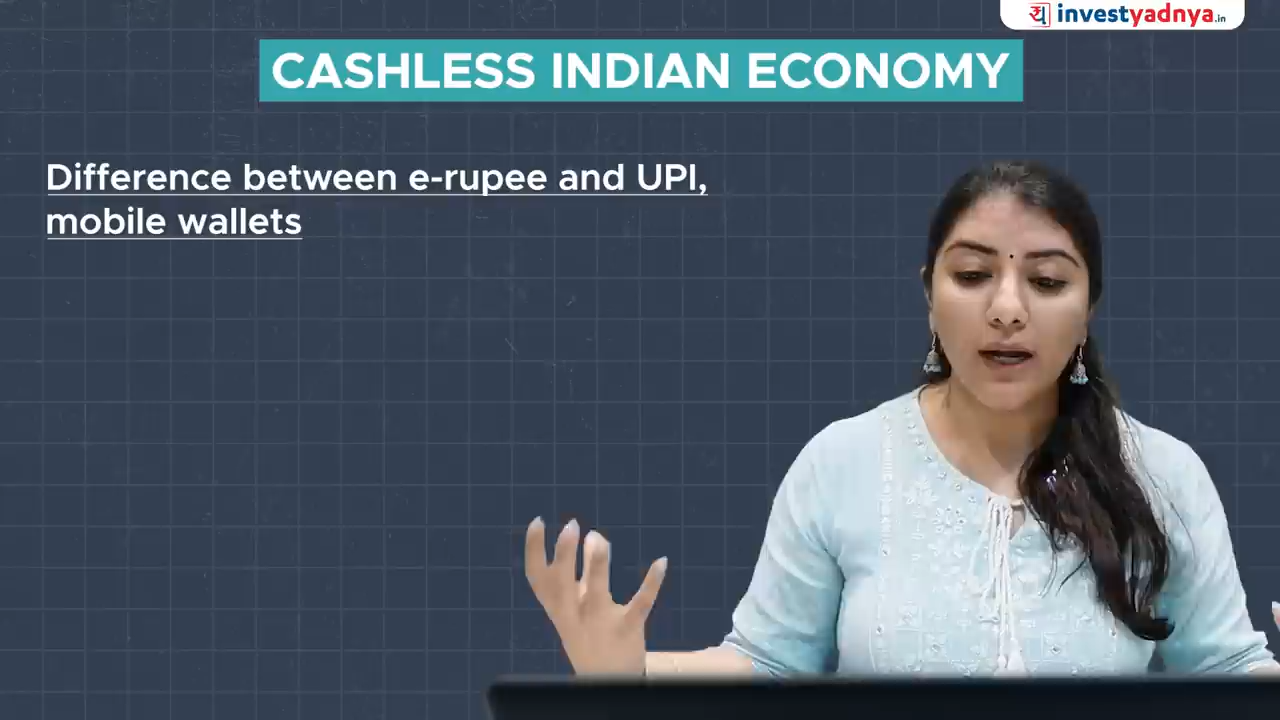 investyadnya.in
CASHLESS INDIAN ECONOMY
Difference between e-rupee and UPI,
mobile wallets